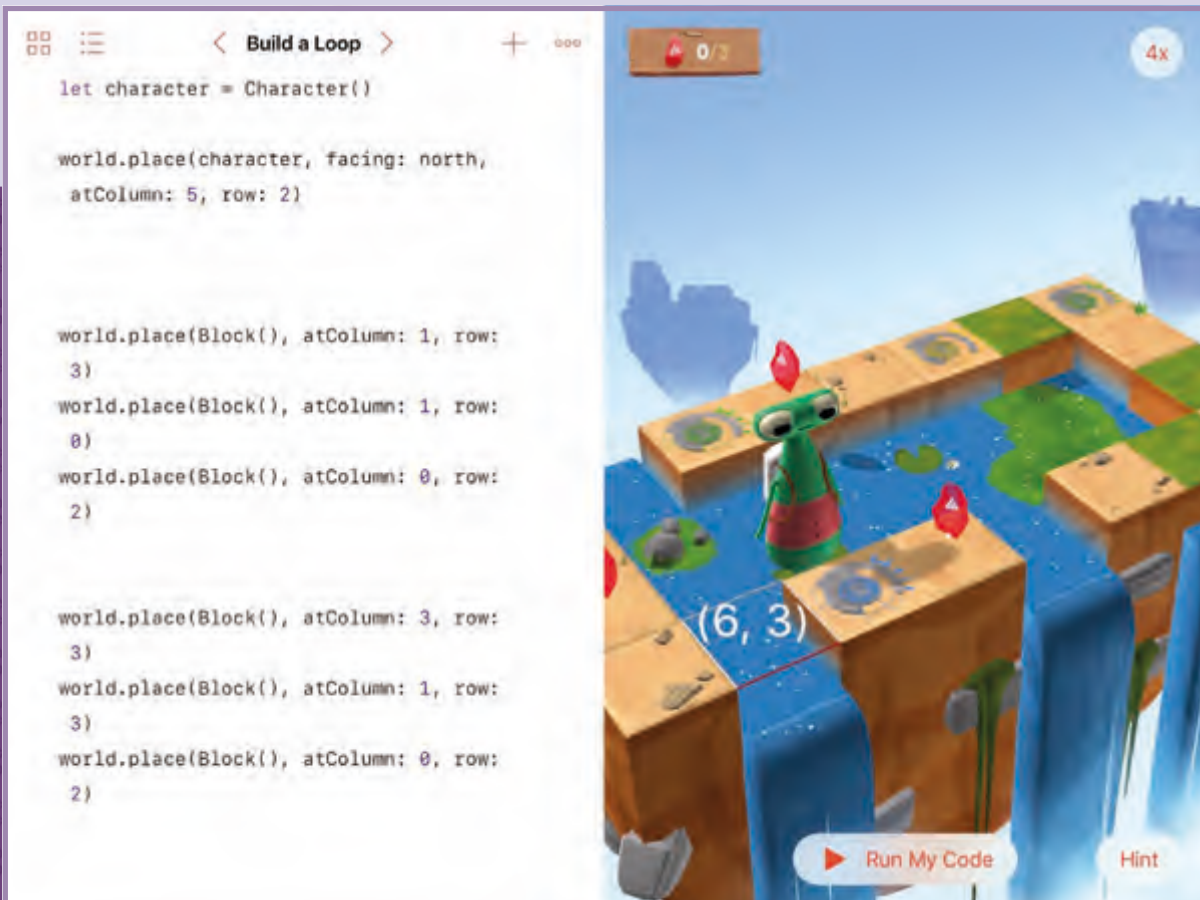 Build a Loop
let character = Character()
world.place(character, facing: north,
atColumn: 5, row: 2)
world.place(Block(), atColumn: 1, row:
3)
world.place(Block(), atColumn: 1, row:
0)
world.place(Block(), atColumn: 0, row:
2)
world.place(Block(), atColumn: 3, row:
3)
world.place(Block(), atColumn: 1, row:
3)
world.place(Block(), atColumn: 0, row:
2)
0/3
4x
(6, 3)
Run My Code
Hint